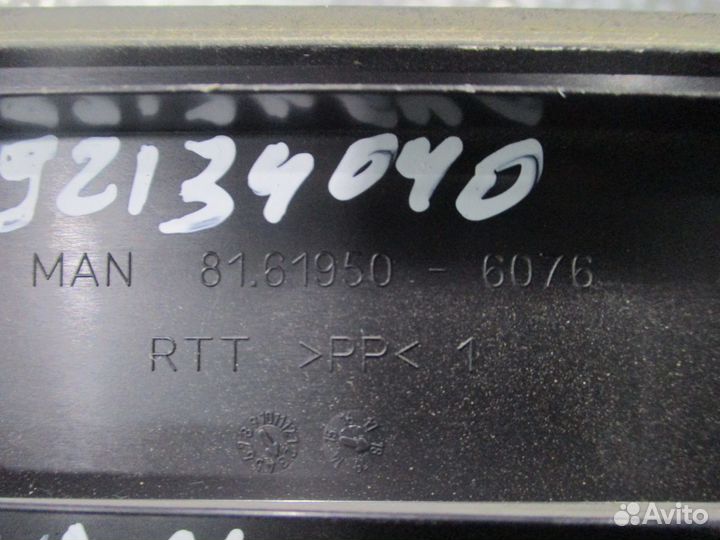 92134040
MAN 81.61950 - 6076
RTT >PP< 1
Avito